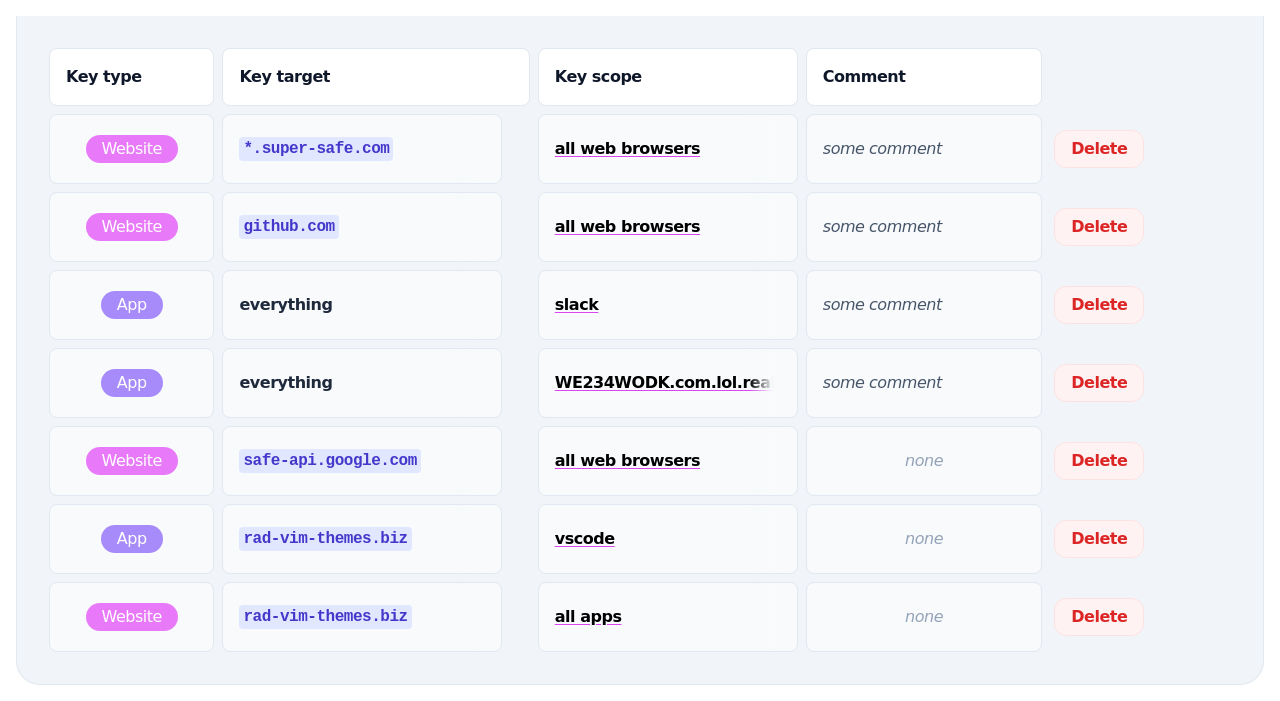 Key type Key target Key scope Comment
Website *.super-safe.com all web browsers some comment Delete
Website github.com all web browsers some comment Delete
App everything slack some comment Delete
App everything WE234WODK.com.lol.rea some comment Delete
Website safe-api.google.com all web browsers none Delete
App rad-vim-themes.biz vscode none Delete
Website rad-vim-themes.biz all apps none Delete